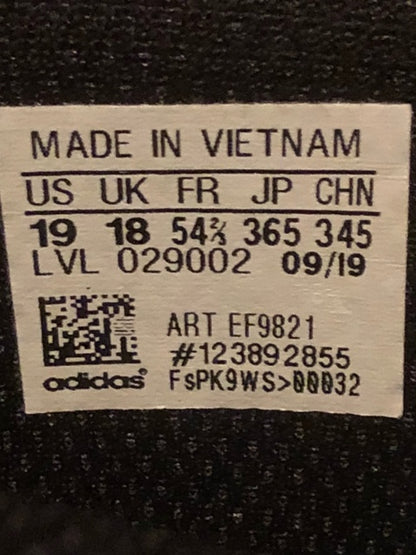 MADE IN VIETNAM
US UK FR JP CHN
19 18 54⅔ 365 345
LVL 029002 09/19
ART EF9821
#123892855
adidas® FsPK9WS>00032